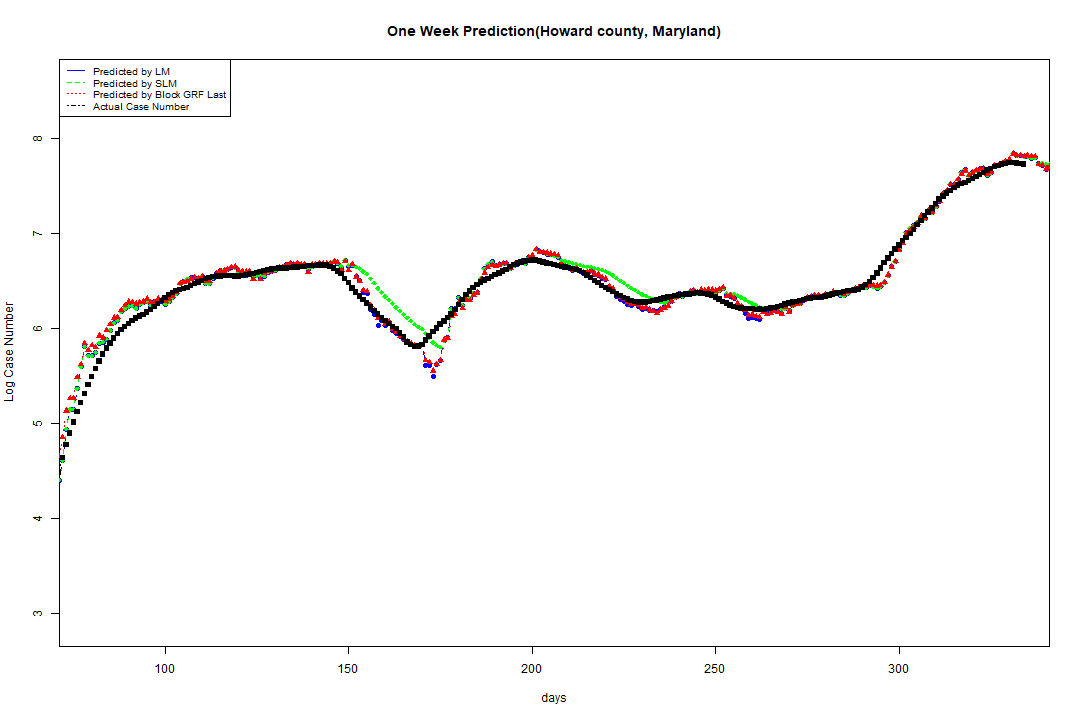 One Week Prediction(Howard county, Maryland)
Predicted by LM
Predicted by SLM
Predicted by Block GRF Last
Actual Case Number
8
7
6
5
4
3
Log Case Number
100 150 200 250 300
days